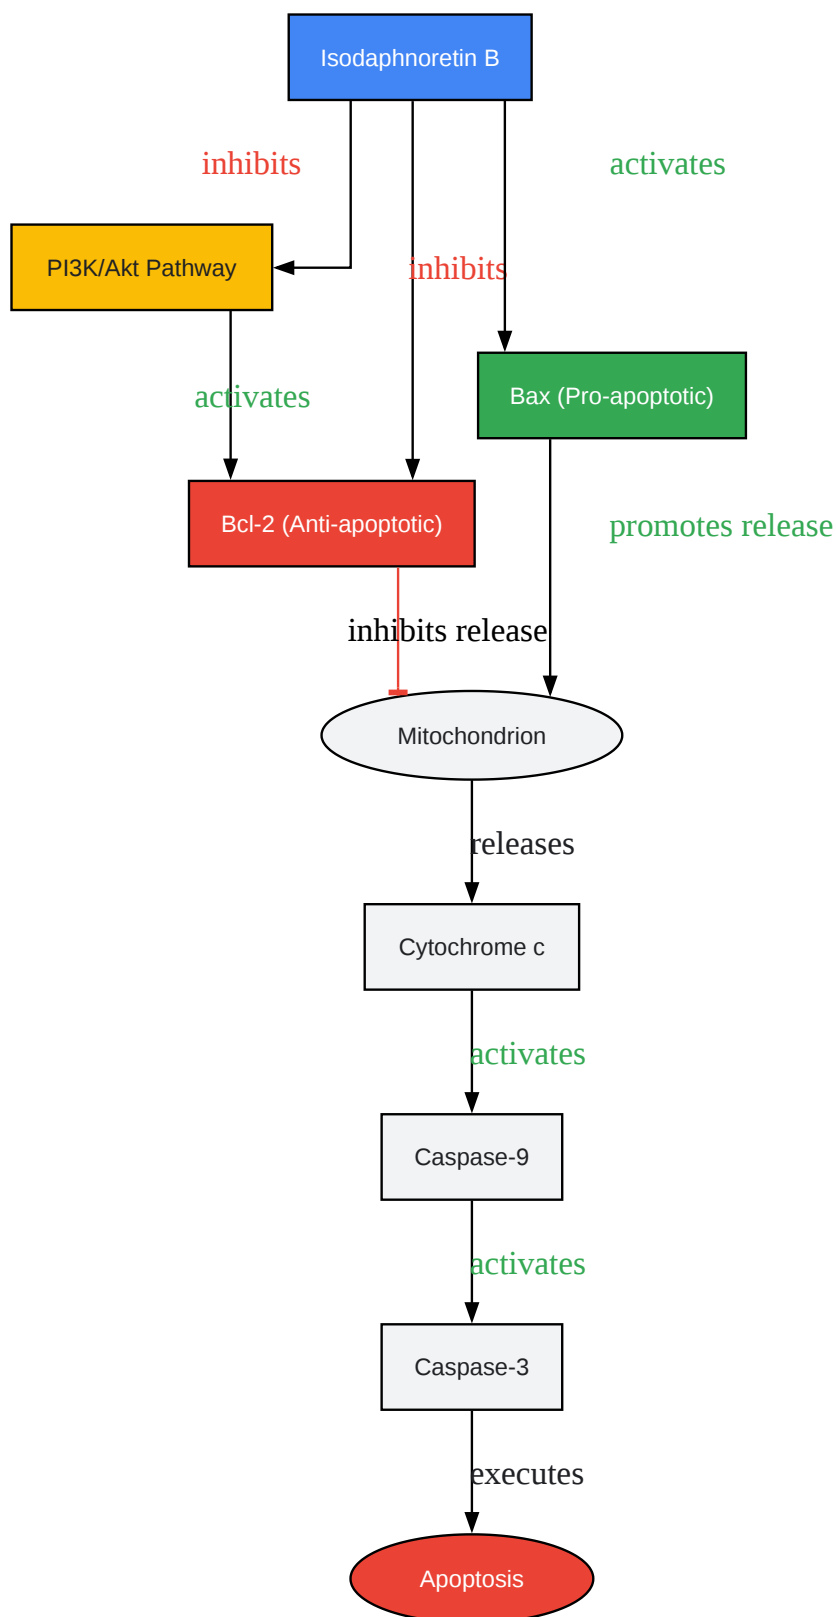 Isodaphnoretin B
inhibits
activates
PI3K/Akt Pathway
inhibits
activates
Bax (Pro-apoptotic)
Bcl-2 (Anti-apoptotic)
promotes release
inhibits release
Mitochondrion
releases
Cytochrome c
activates
Caspase-9
activates
Caspase-3
executes
Apoptosis